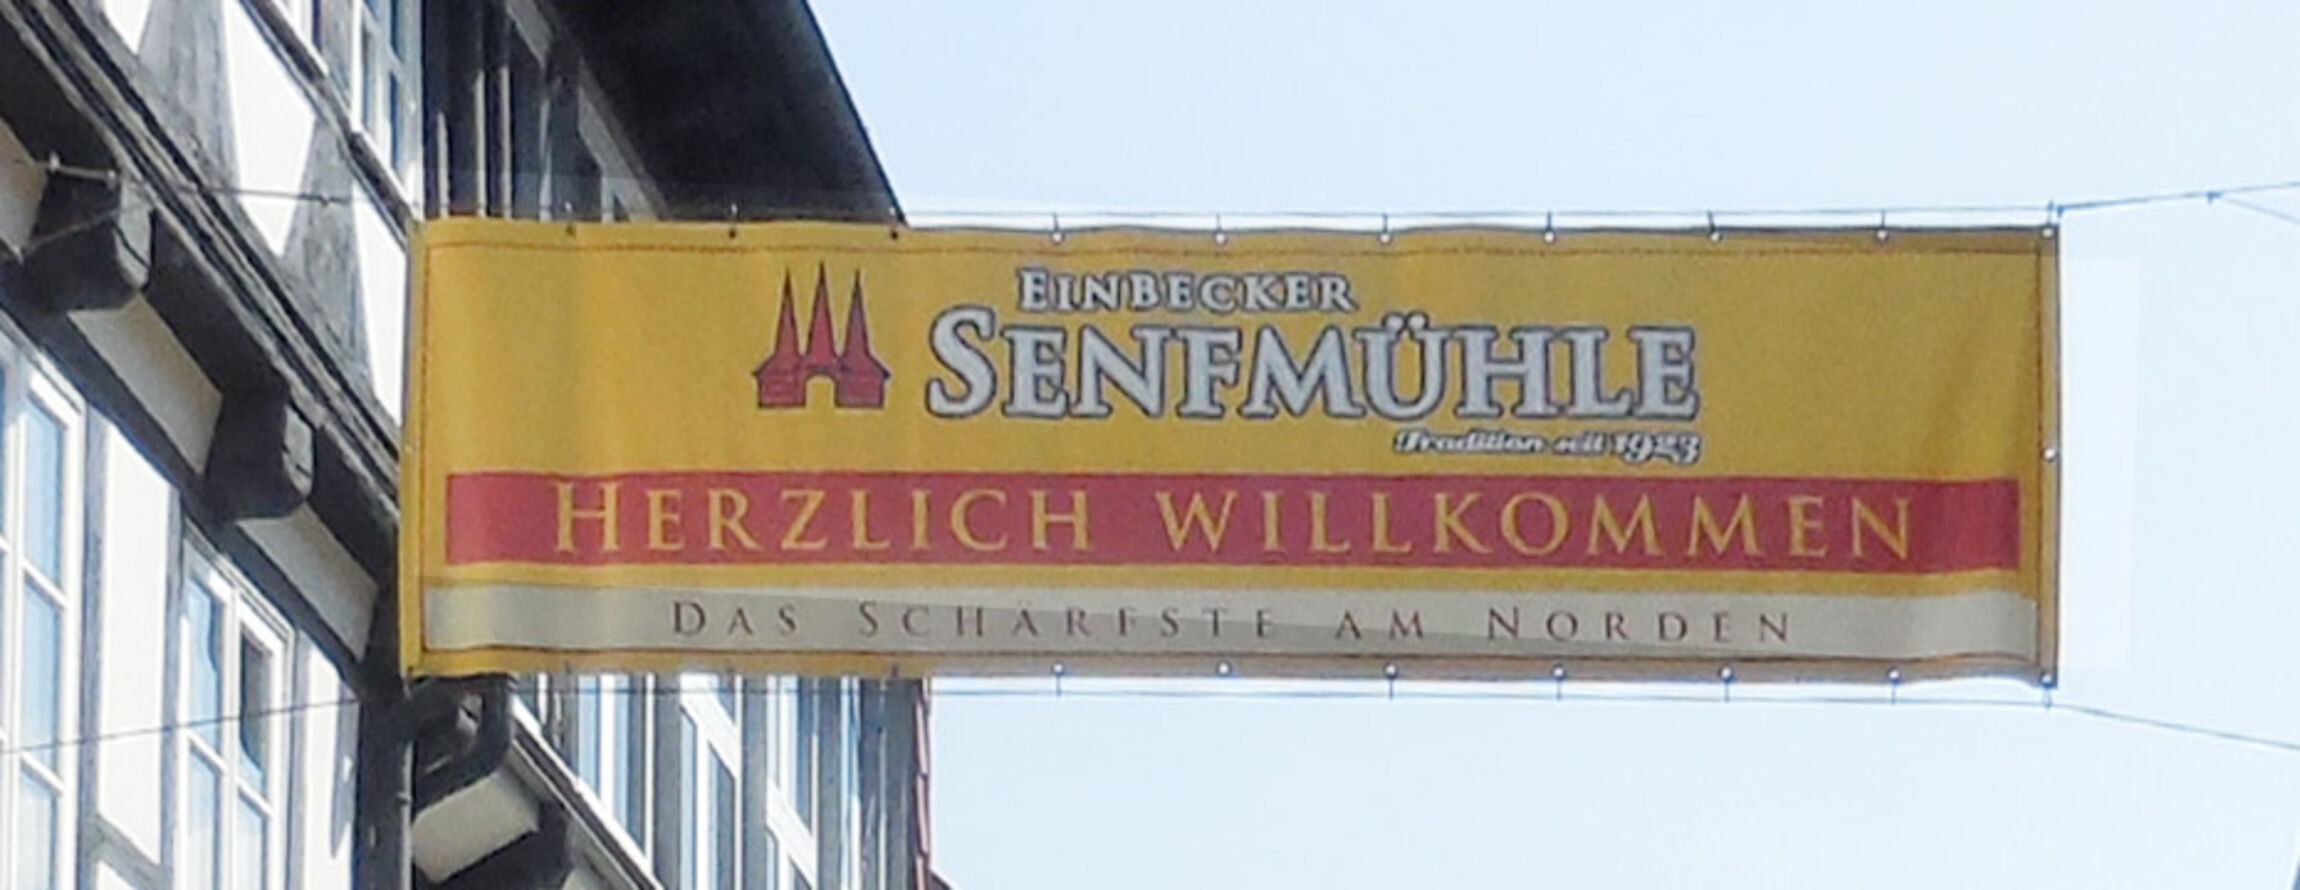 EINBECKER
SENFMÜHLE
Tradition seit 1923
HERZLICH WILLKOMMEN
DAS SCHÄRFSTE AM NORDEN